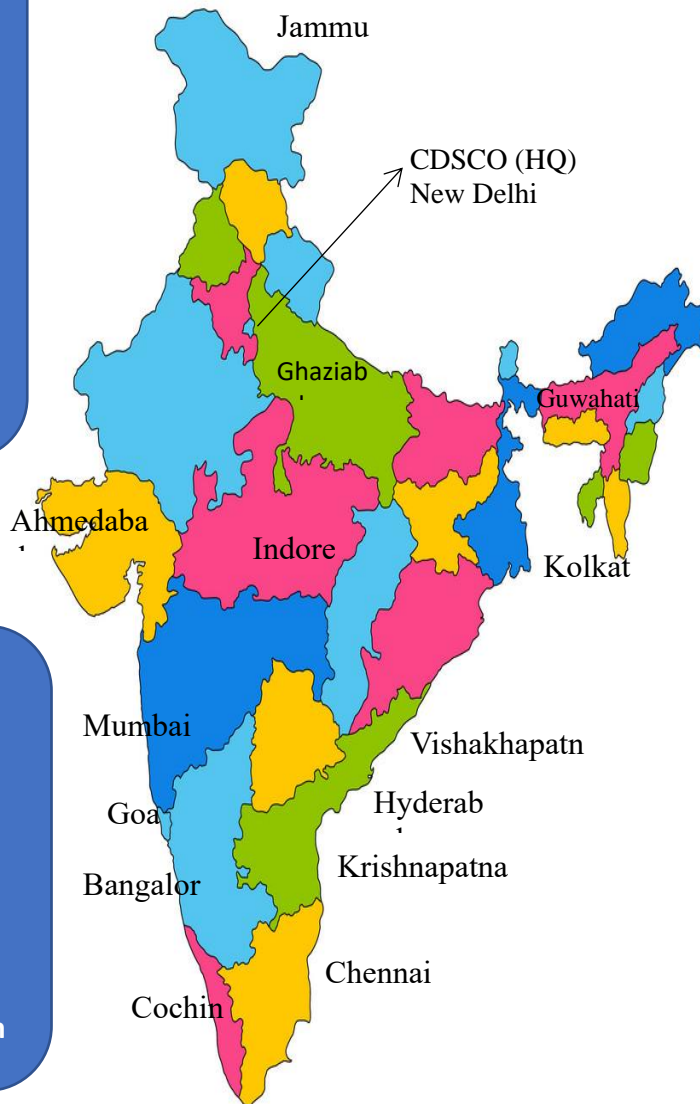 Jammu
CDSCO (HQ)
New Delhi
Ghaziab
Guwahati
Ahmedaba
Indore
Kolkat
Mumbai
Vishakhapatn
Goa
Hyderab
Krishnapatna
Bangalor
Chennai
Cochin